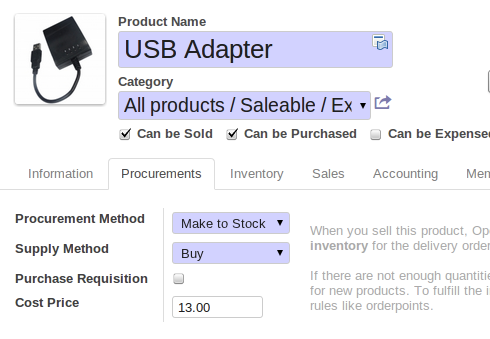 Product Name
USB Adapter
Category
All products / Saleable / Ex
Can be Sold Can be Purchased Can be Expensed
Information Procurements Inventory Sales Accounting
Procurement Method Make to Stock
Supply Method Buy
Purchase Requisition
Cost Price 13.00
When you sell this product, Op
inventory for the delivery order
If there are not enough quantitie
for new products. To fulfill the i
rules like orderpoints.